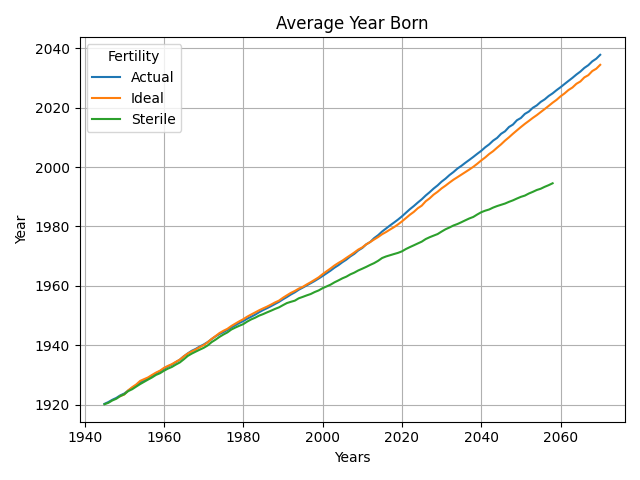 Average Year Born
Year
2040
2020
2000
1980
1960
1940
1920
Fertility
Actual
Ideal
Sterile
1940 1960 1980 2000 2020 2040 2060
Years